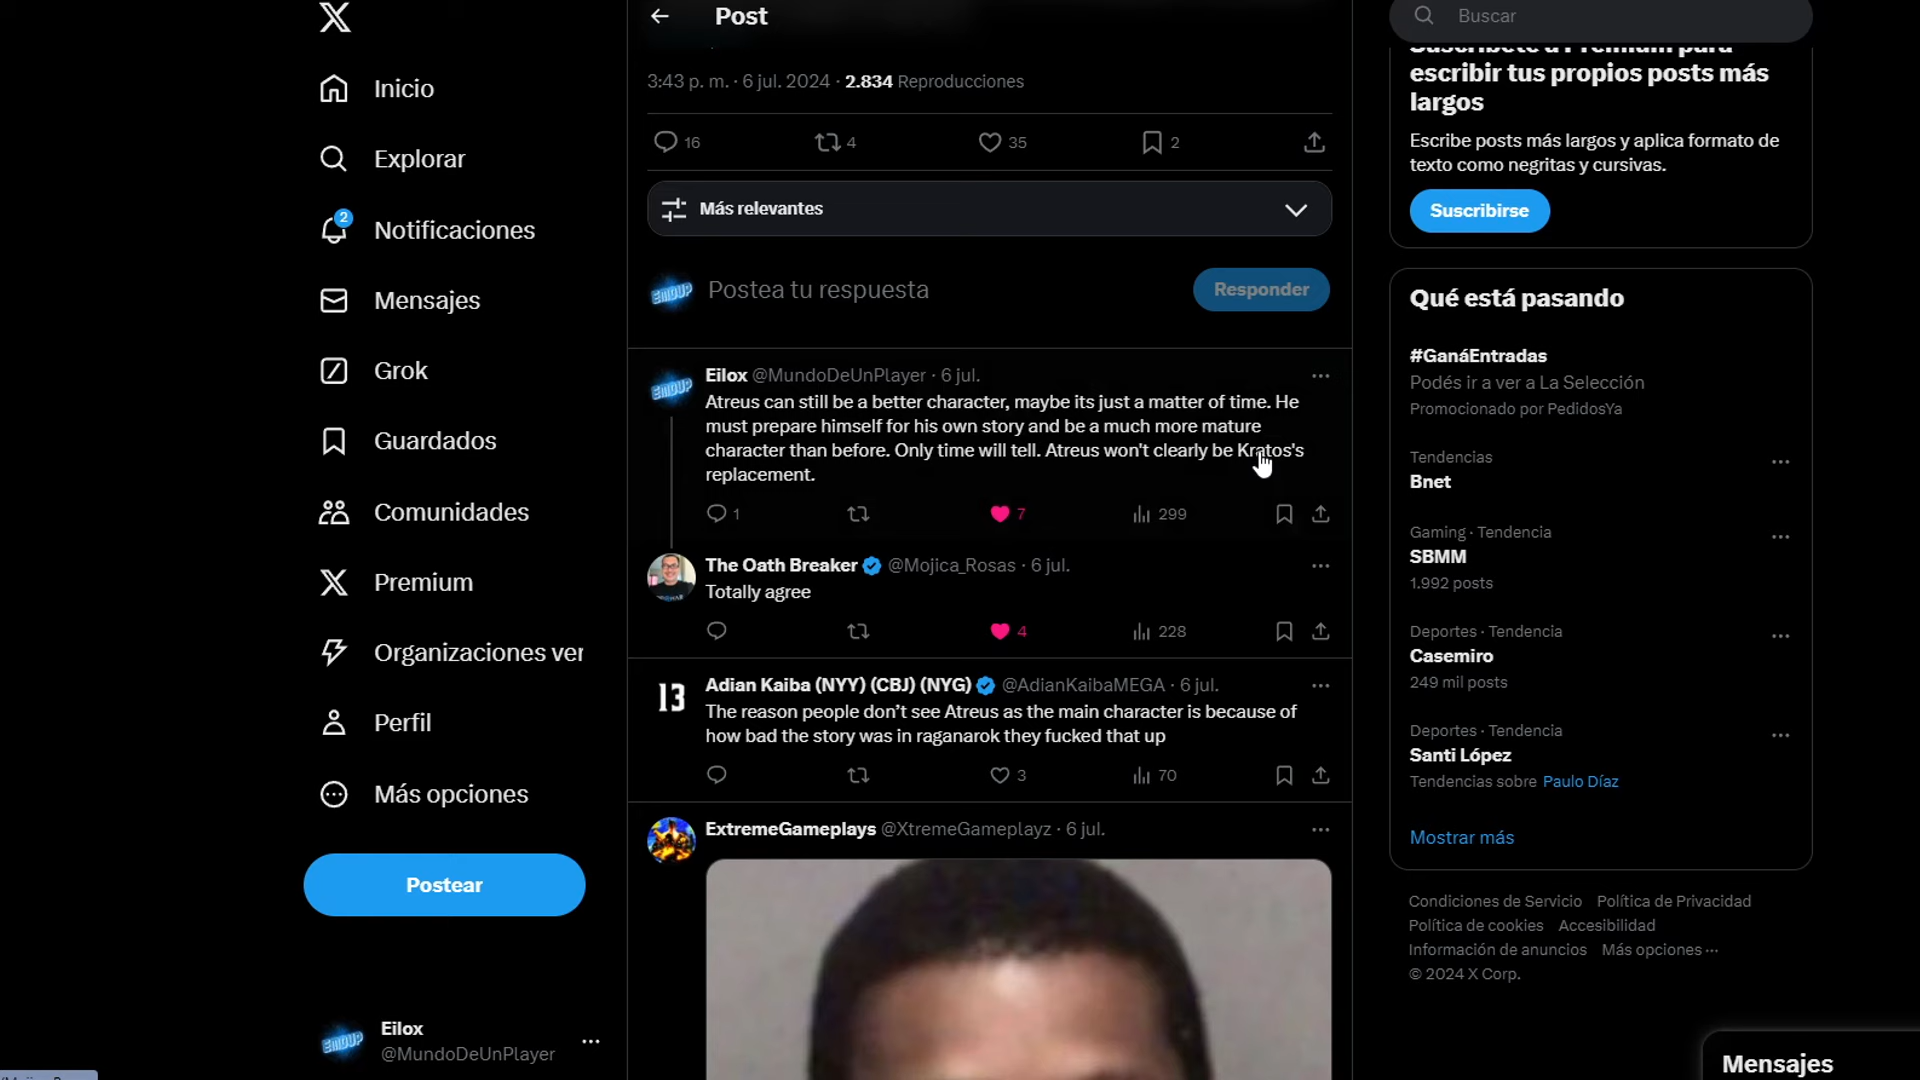 Post
Buscar
Inicio
Explorar
2
Notificaciones
Mensajes
Grok
Guardados
Comunidades
Premium
Organizaciones ver
Perfil
Más opciones
Postear
Eilox
@MundoDeUnPlayer
3:43 p. m. · 6 jul. 2024 · 2.834 Reproducciones
16 4 35 2
Más relevantes
Postea tu respuesta
Responder
Eilox @MundoDeUnPlayer · 6 jul.
Atreus can still be a better character, maybe its just a matter of time. He
must prepare himself for his own story and be a much more mature
character than before. Only time will tell. Atreus won't clearly be Kratos's
replacement.
1 7 299
The Oath Breaker @Mojica_Rosas · 6 jul.
Totally agree
4 228
13
Adian Kaiba (NYY) (CBJ) (NYG) @AdianKaibaMEGA · 6 jul.
The reason people don’t see Atreus as the main character is because of
how bad the story was in raganarok they fucked that up
3 70
ExtremeGameplays @XtremeGameplayz · 6 jul.
Suscríbete a Premium para
escribir tus propios posts más
largos
Escribe posts más largos y aplica formato de
texto como negritas y cursivas.
Suscribirse
Qué está pasando
#GanáEntradas
Podés ir a ver a La Selección
Promocionado por PedidosYa
Tendencias
Bnet
Gaming · Tendencia
SBMM
1.992 posts
Deportes · Tendencia
Casemiro
249 mil posts
Deportes · Tendencia
Santi López
Tendencias sobre Paulo Díaz
Mostrar más
Condiciones de Servicio Política de Privacidad
Política de cookies Accesibilidad
Información de anuncios Más opciones ···
© 2024 X Corp.
Mensajes